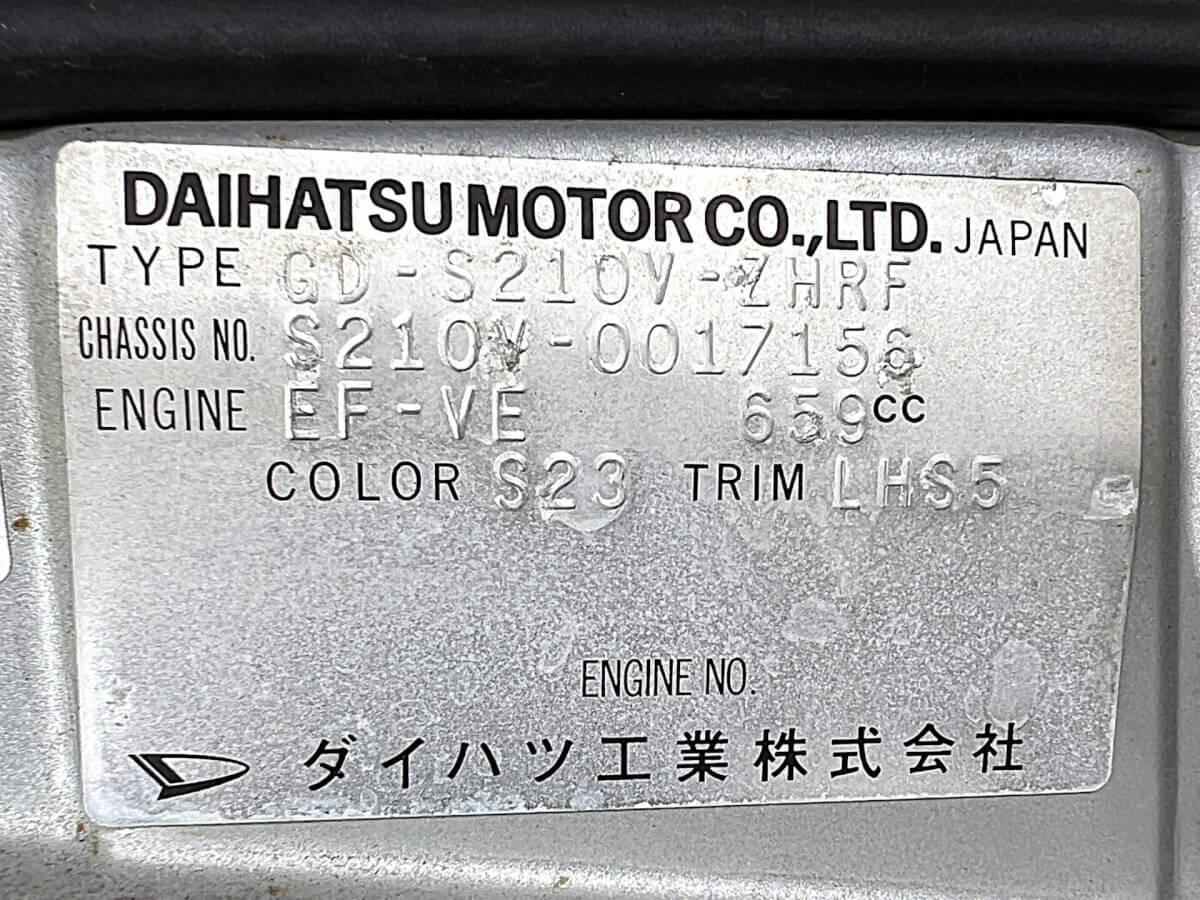 DAIHATSU MOTOR CO.,LTD. JAPAN
TYPE GD-S210V-ZHRF
CHASSIS NO. S210V-0017156
ENGINE EF-VE 659CC
COLOR S23 TRIM LHS5
ENGINE NO.
ダイハツ工業株式会社